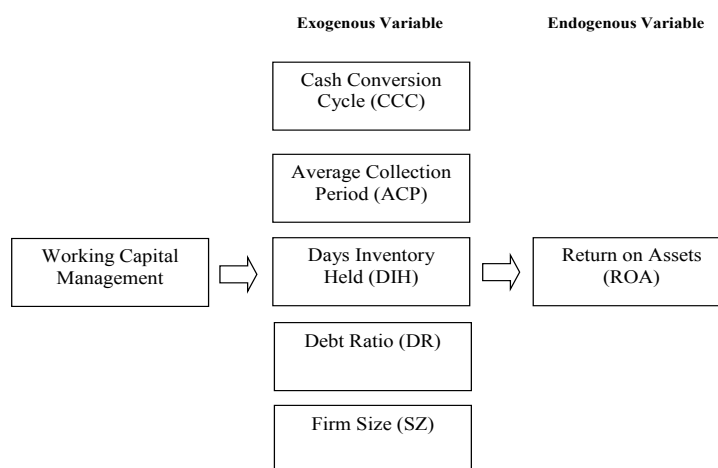 Exogenous Variable
Endogenous Variable
Cash Conversion
Cycle (CCC)
Average Collection
Period (ACP)
Working Capital
Management
Days Inventory
Held (DIH)
Return on Assets
(ROA)
Debt Ratio (DR)
Firm Size (SZ)